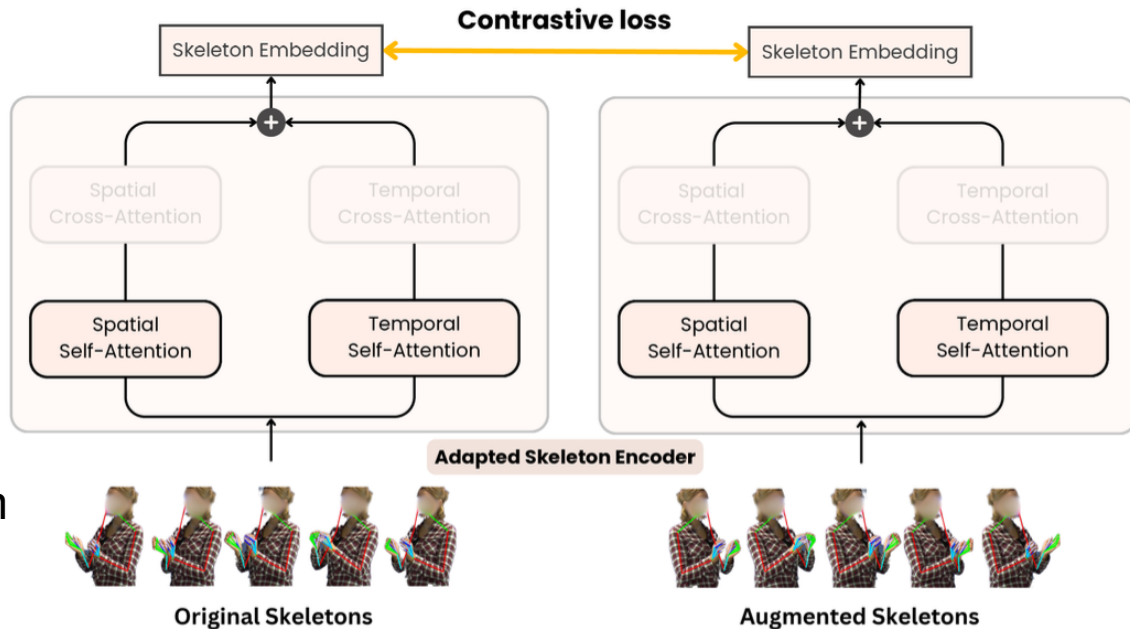 Contrastive loss
Skeleton Embedding
Skeleton Embedding
Spatial
Cross-Attention
Temporal
Cross-Attention
Spatial
Cross-Attention
Temporal
Cross-Attention
Spatial
Self-Attention
Temporal
Self-Attention
Spatial
Self-Attention
Temporal
Self-Attention
Adapted Skeleton Encoder
Original Skeletons
Augmented Skeletons